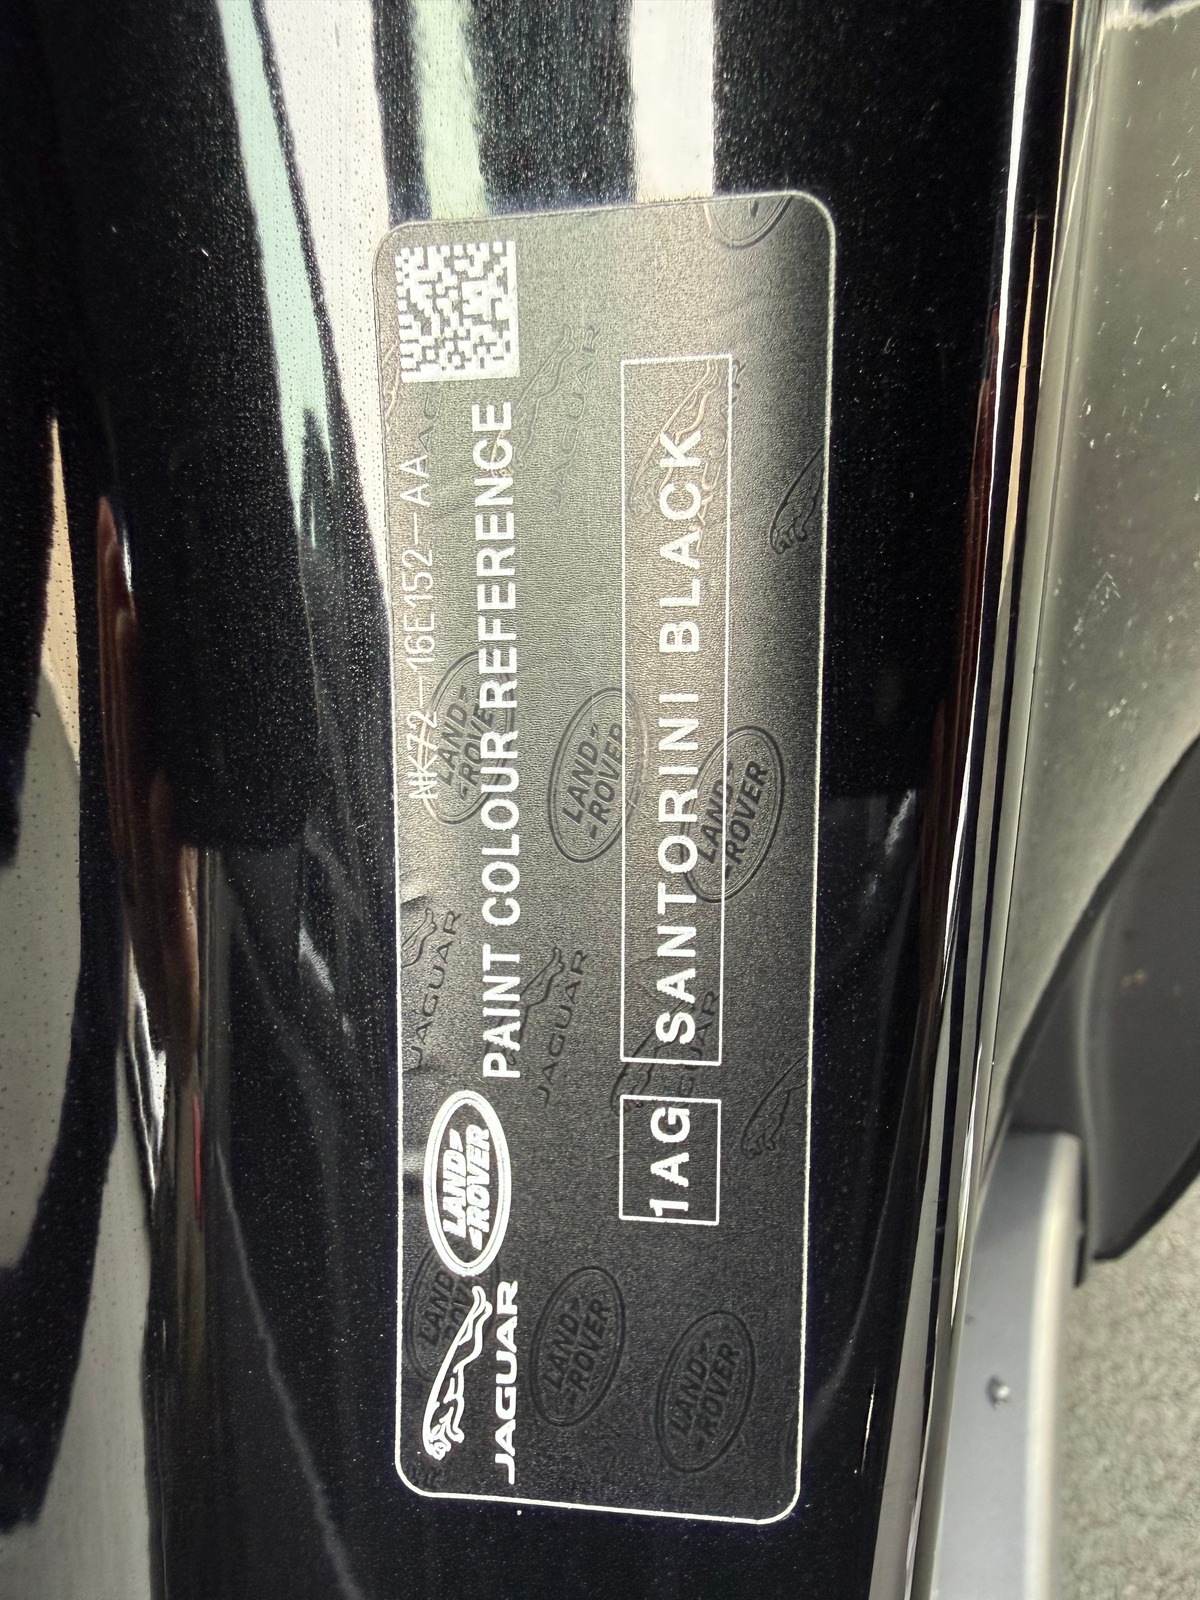 NK72-16E152-AA
JAGUAR
LAND-
-ROVER
PAINT COLOUR REFERENCE
1AG
SANTORINI BLACK